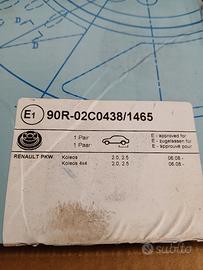 E1 90R-02C0438/1465
1 Pair
1 Paar
E - approved for
E - zugelassen für
E - approuvé pour
RENAULT PKW Koleos 2.0, 2.5 06.08 -
Koleos 4x4 2.0, 2.5 06.08 -
subito